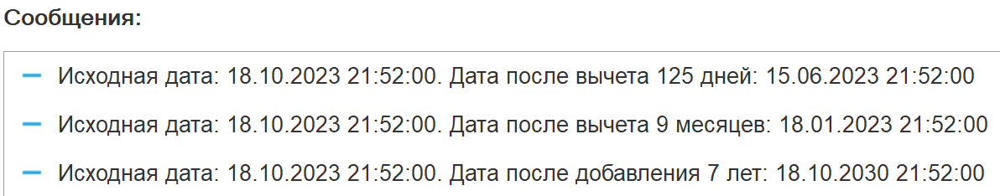 Сообщения:
Исходная дата: 18.10.2023 21:52:00. Дата после вычета 125 дней: 15.06.2023 21:52:00
Исходная дата: 18.10.2023 21:52:00. Дата после вычета 9 месяцев: 18.01.2023 21:52:00
Исходная дата: 18.10.2023 21:52:00. Дата после добавления 7 лет: 18.10.2030 21:52:00